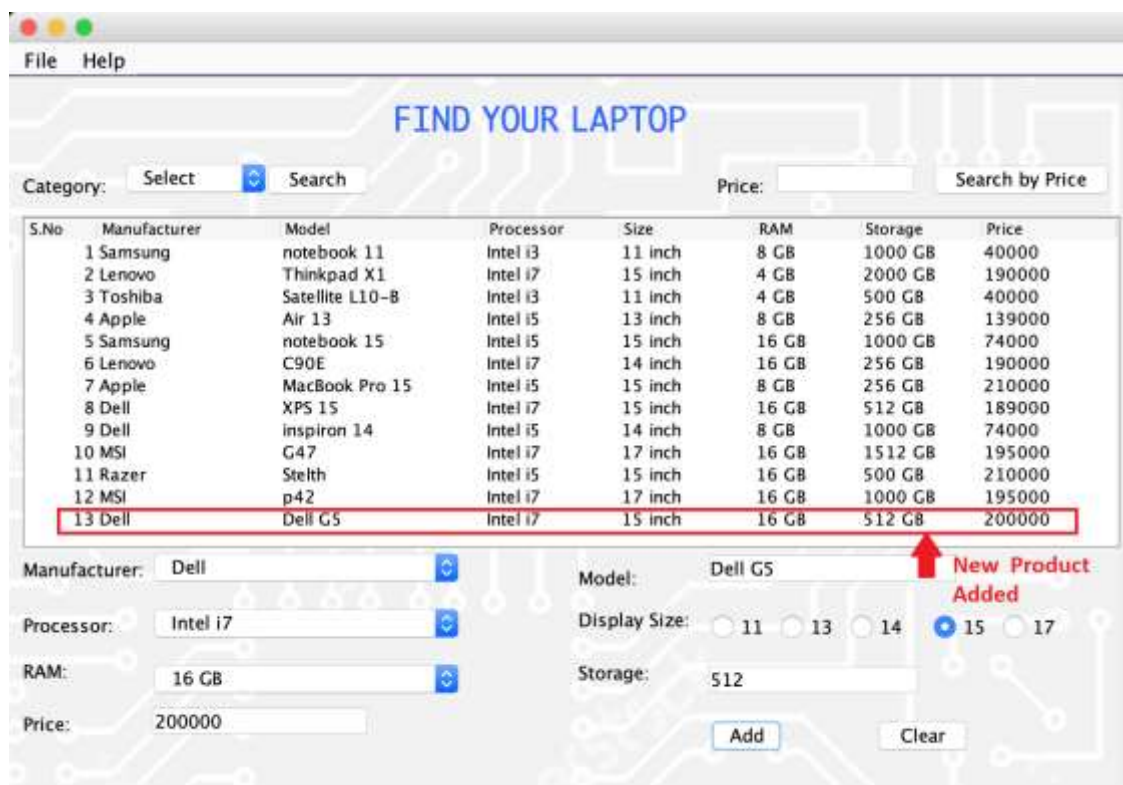 File Help
FIND YOUR LAPTOP
Category: Select Search Price: Search by Price
S.No Manufacturer Model Processor Size RAM Storage Price
1 Samsung notebook 11 Intel i3 11 inch 8 GB 1000 GB 40000
2 Lenovo Thinkpad X1 Intel i7 15 inch 4 GB 2000 GB 190000
3 Toshiba Satellite L10-B Intel i3 11 inch 4 GB 500 GB 40000
4 Apple Air 13 Intel i5 13 inch 8 GB 256 GB 139000
5 Samsung notebook 15 Intel i5 15 inch 16 GB 1000 GB 74000
6 Lenovo C90E Intel i7 14 inch 16 GB 256 GB 190000
7 Apple MacBook Pro 15 Intel i5 15 inch 8 GB 256 GB 210000
8 Dell XPS 15 Intel i7 15 inch 16 GB 512 GB 189000
9 Dell inspiron 14 Intel i5 14 inch 8 GB 1000 GB 74000
10 MSI G47 Intel i7 17 inch 16 GB 1512 GB 195000
11 Razer Stelth Intel i5 15 inch 16 GB 500 GB 210000
12 MSI p42 Intel i7 17 inch 16 GB 1000 GB 195000
13 Dell Dell G5 Intel i7 15 inch 16 GB 512 GB 200000
Manufacturer: Dell Model: Dell G5
New Product
Added
Processor: Intel i7 Display Size: 11 13 14 15 17
RAM: 16 GB Storage: 512
Price: 200000 Add Clear